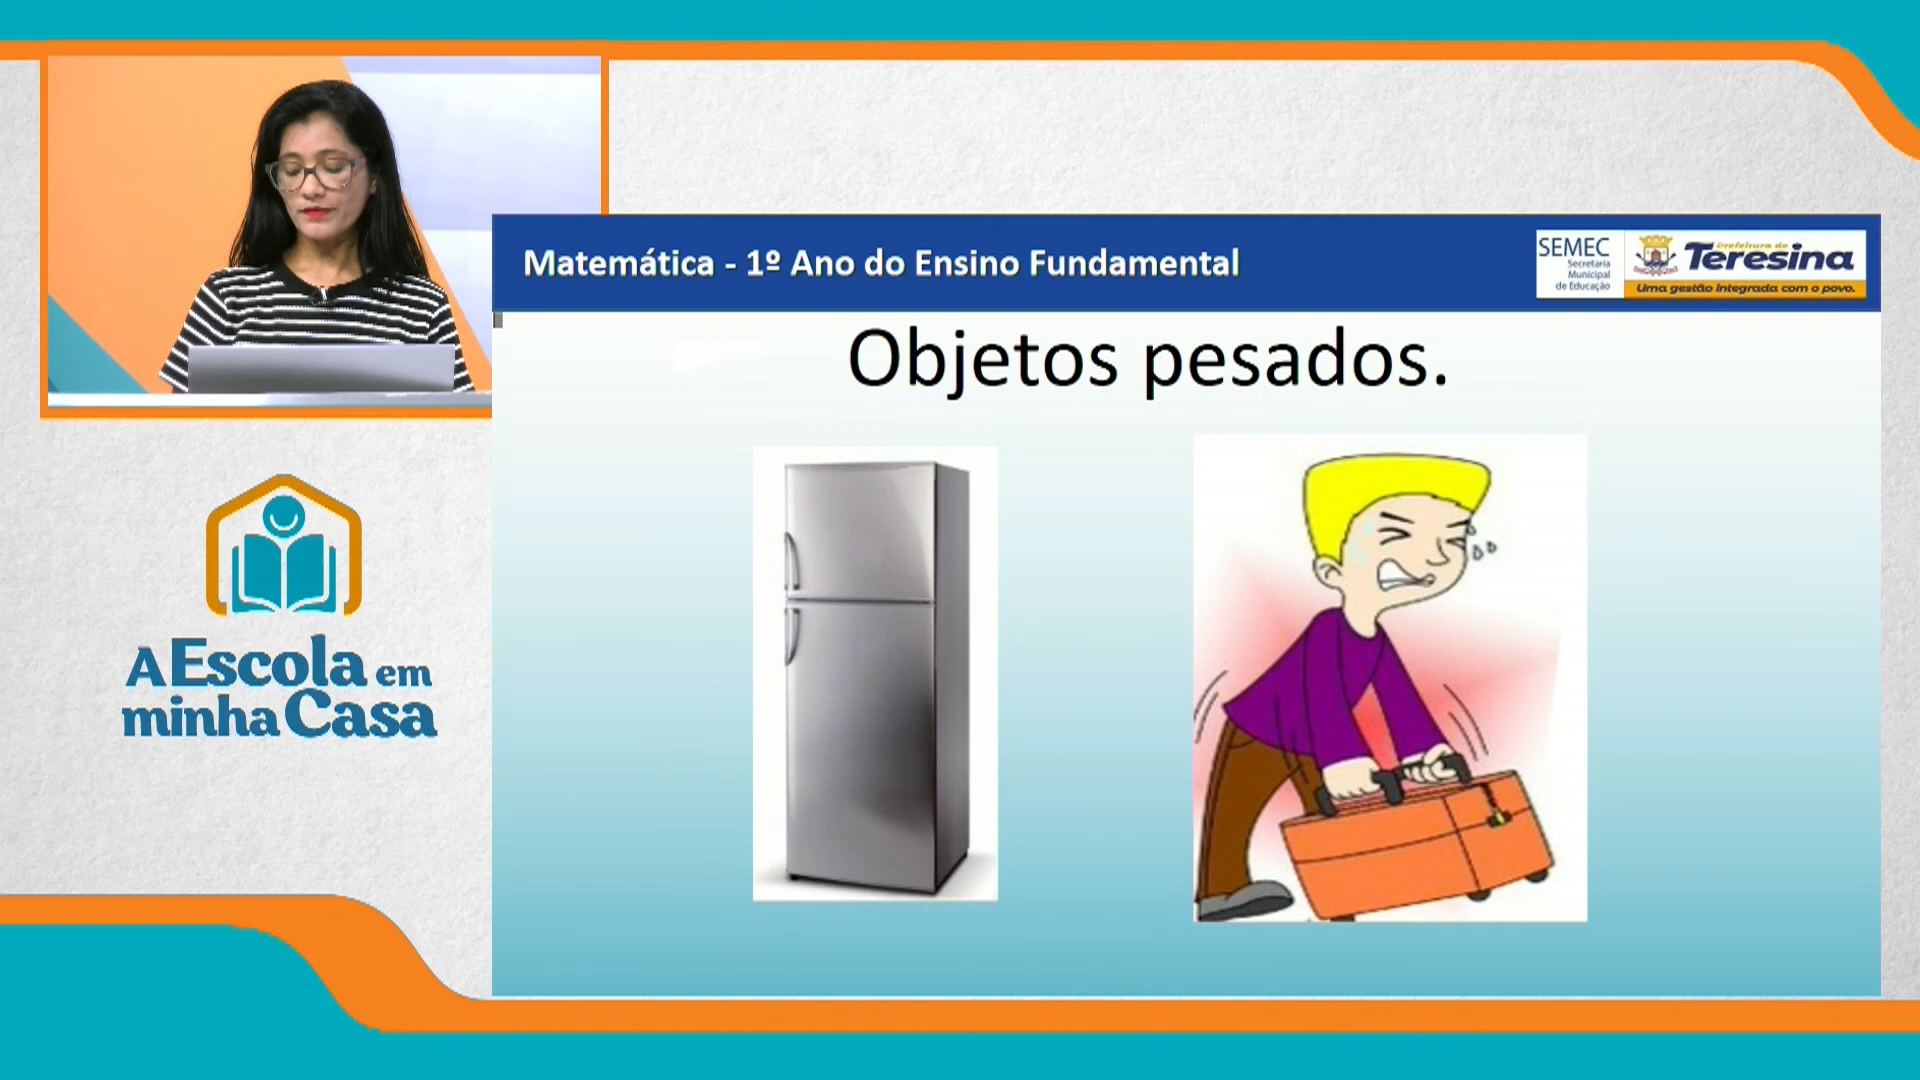 Matemática - 1º Ano do Ensino Fundamental
SEMEC
Secretaria
Municipal
de Educação
Prefeitura de
Teresina
Uma gestão integrada com o povo.
Objetos pesados.
A Escola em
minha Casa